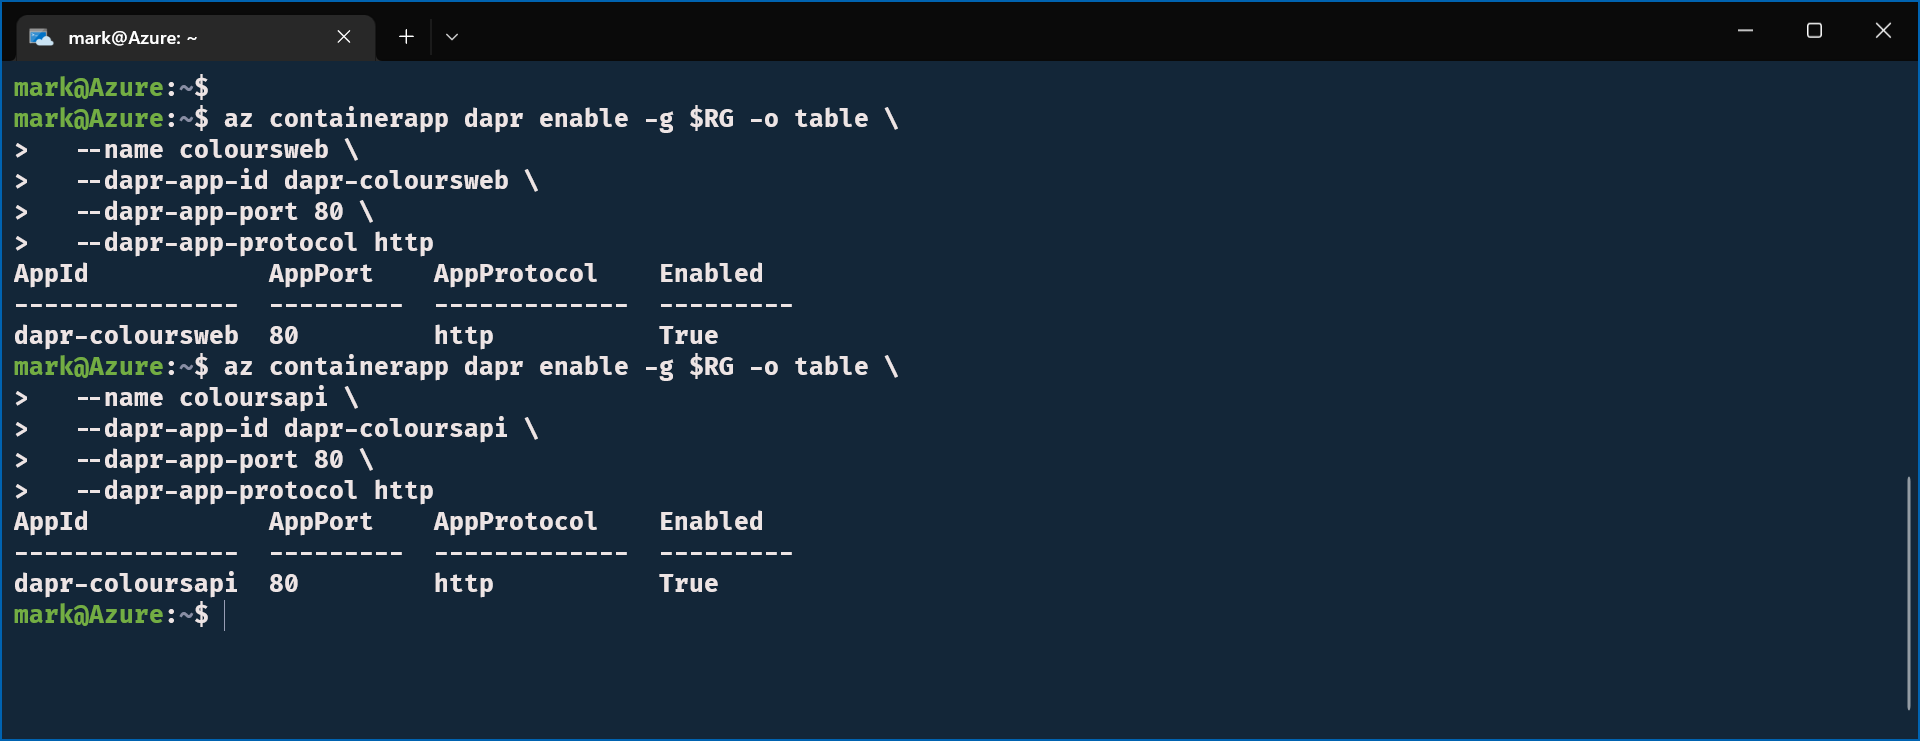 mark@Azure: ~
mark@Azure:~$
mark@Azure:~$ az containerapp dapr enable -g $RG -o table \
>   --name coloursweb \
>   --dapr-app-id dapr-coloursweb \
>   --dapr-app-port 80 \
>   --dapr-app-protocol http
AppId            AppPort    AppProtocol    Enabled
---------------  ---------  -------------  ---------
dapr-coloursweb  80         http           True
mark@Azure:~$ az containerapp dapr enable -g $RG -o table \
>   --name coloursapi \
>   --dapr-app-id dapr-coloursapi \
>   --dapr-app-port 80 \
>   --dapr-app-protocol http
AppId            AppPort    AppProtocol    Enabled
---------------  ---------  -------------  ---------
dapr-coloursapi  80         http           True
mark@Azure:~$